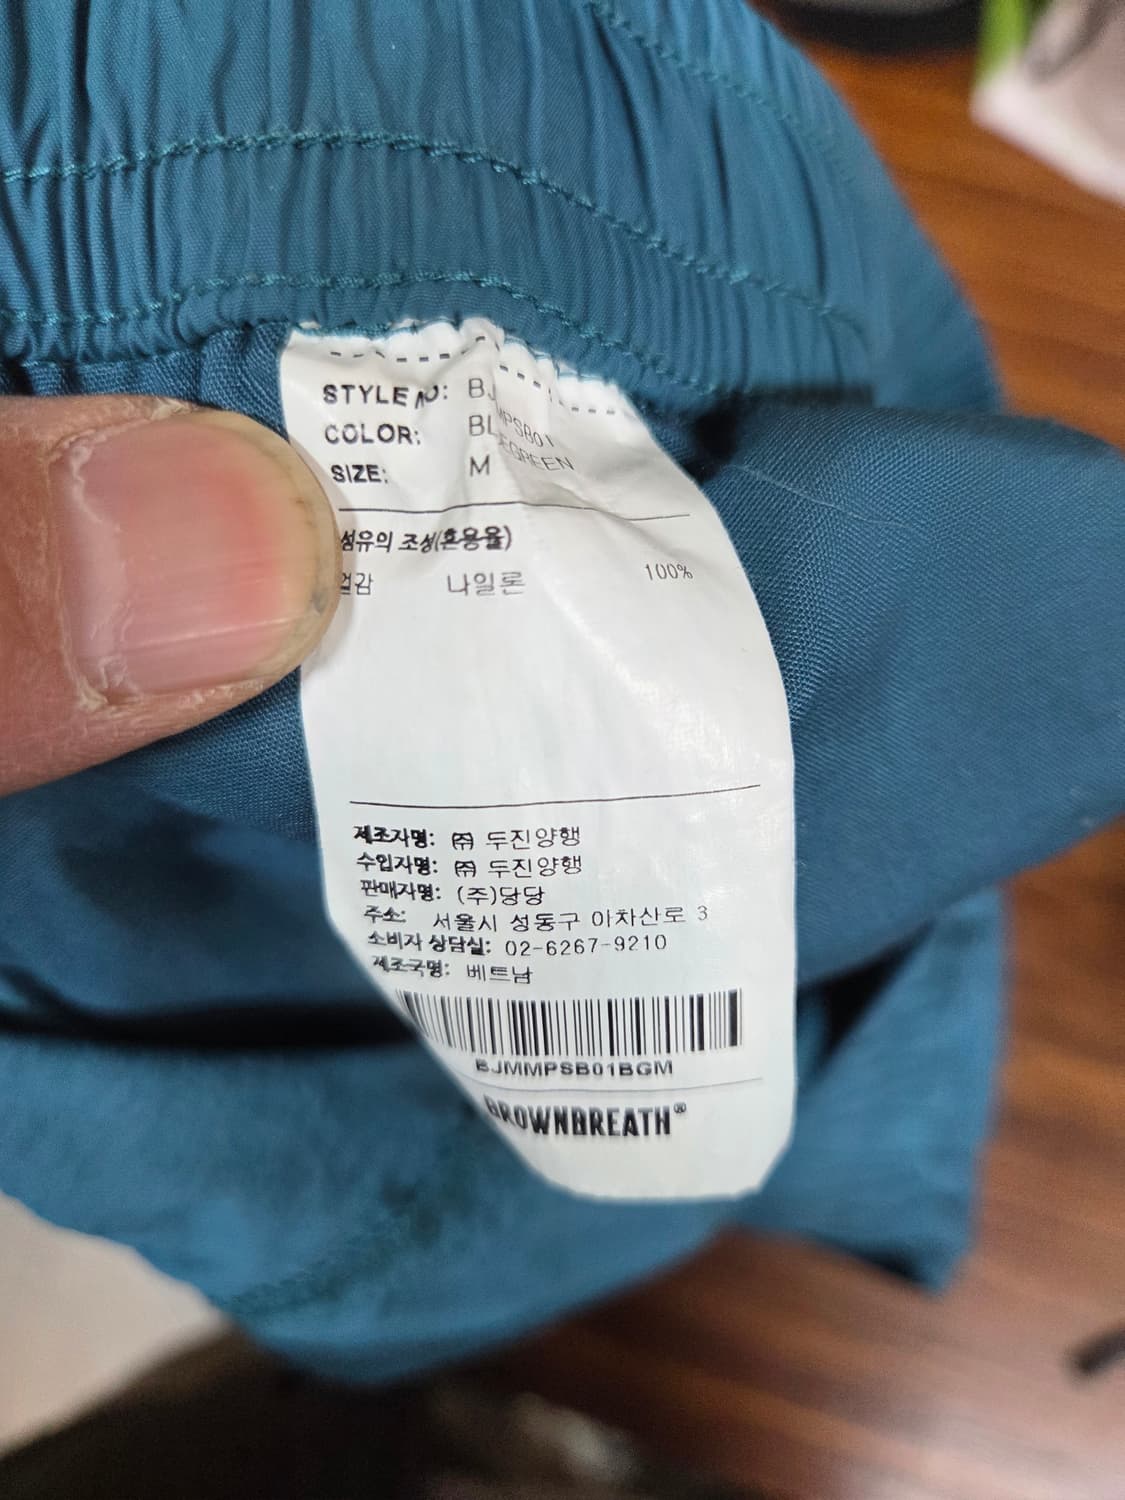 STYLE NO: BJMMPSB01
COLOR: BLUEGREEN
SIZE: M
섬유의 조성(혼용율)
겉감 나일론 100%
제조자명: ㈜ 두진양행
수입자명: ㈜ 두진양행
판매자명: (주)당당
주소: 서울시 성동구 아차산로 3
소비자 상담실: 02-6267-9210
제조국명: 베트남
BJMMPSB01BGM
BROWNBREATH®